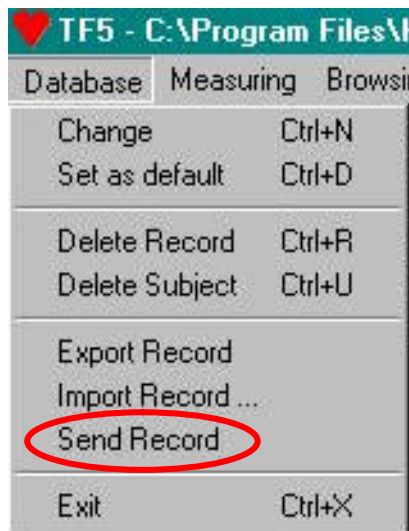 TF5 - C:\Program Files\
Database Measuring Browsi
Change Ctrl+N
Set as default Ctrl+D
Delete Record Ctrl+R
Delete Subject Ctrl+U
Export Record
Import Record ...
Send Record
Exit Ctrl+X